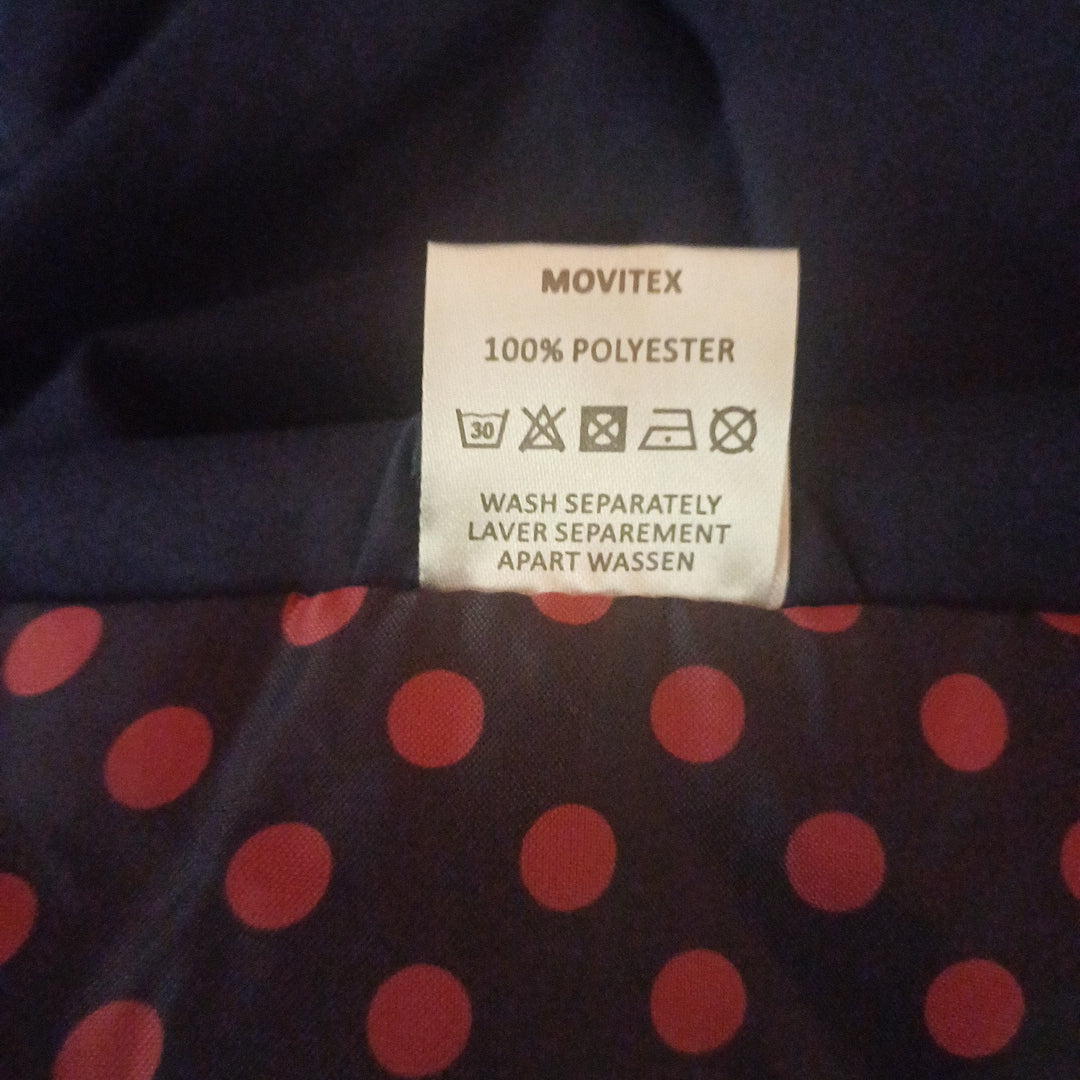 MOVITEX
100% POLYESTER
30
WASH SEPARATELY
LAVER SEPAREMENT
APART WASSEN